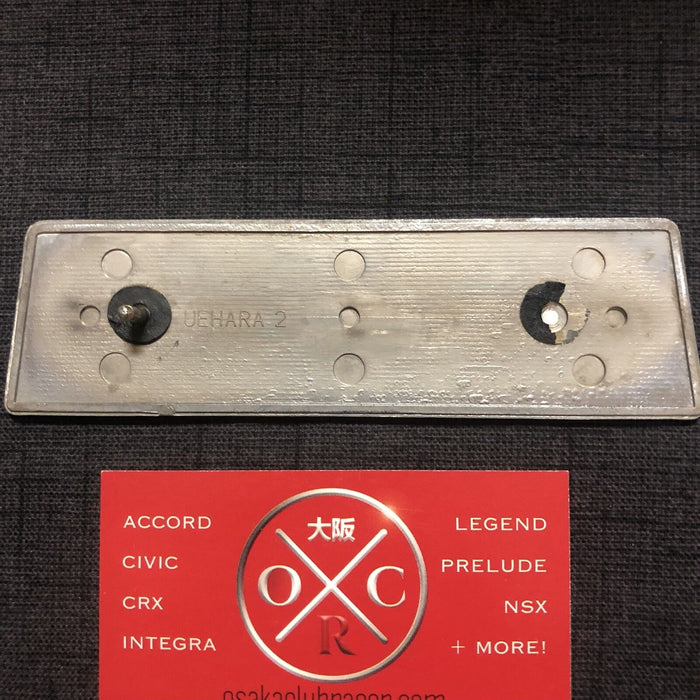 UEHARA 2
大阪
O C
R
ACCORD
CIVIC
CRX
INTEGRA
LEGEND
PRELUDE
NSX
+ MORE!
osakaclubracer.com